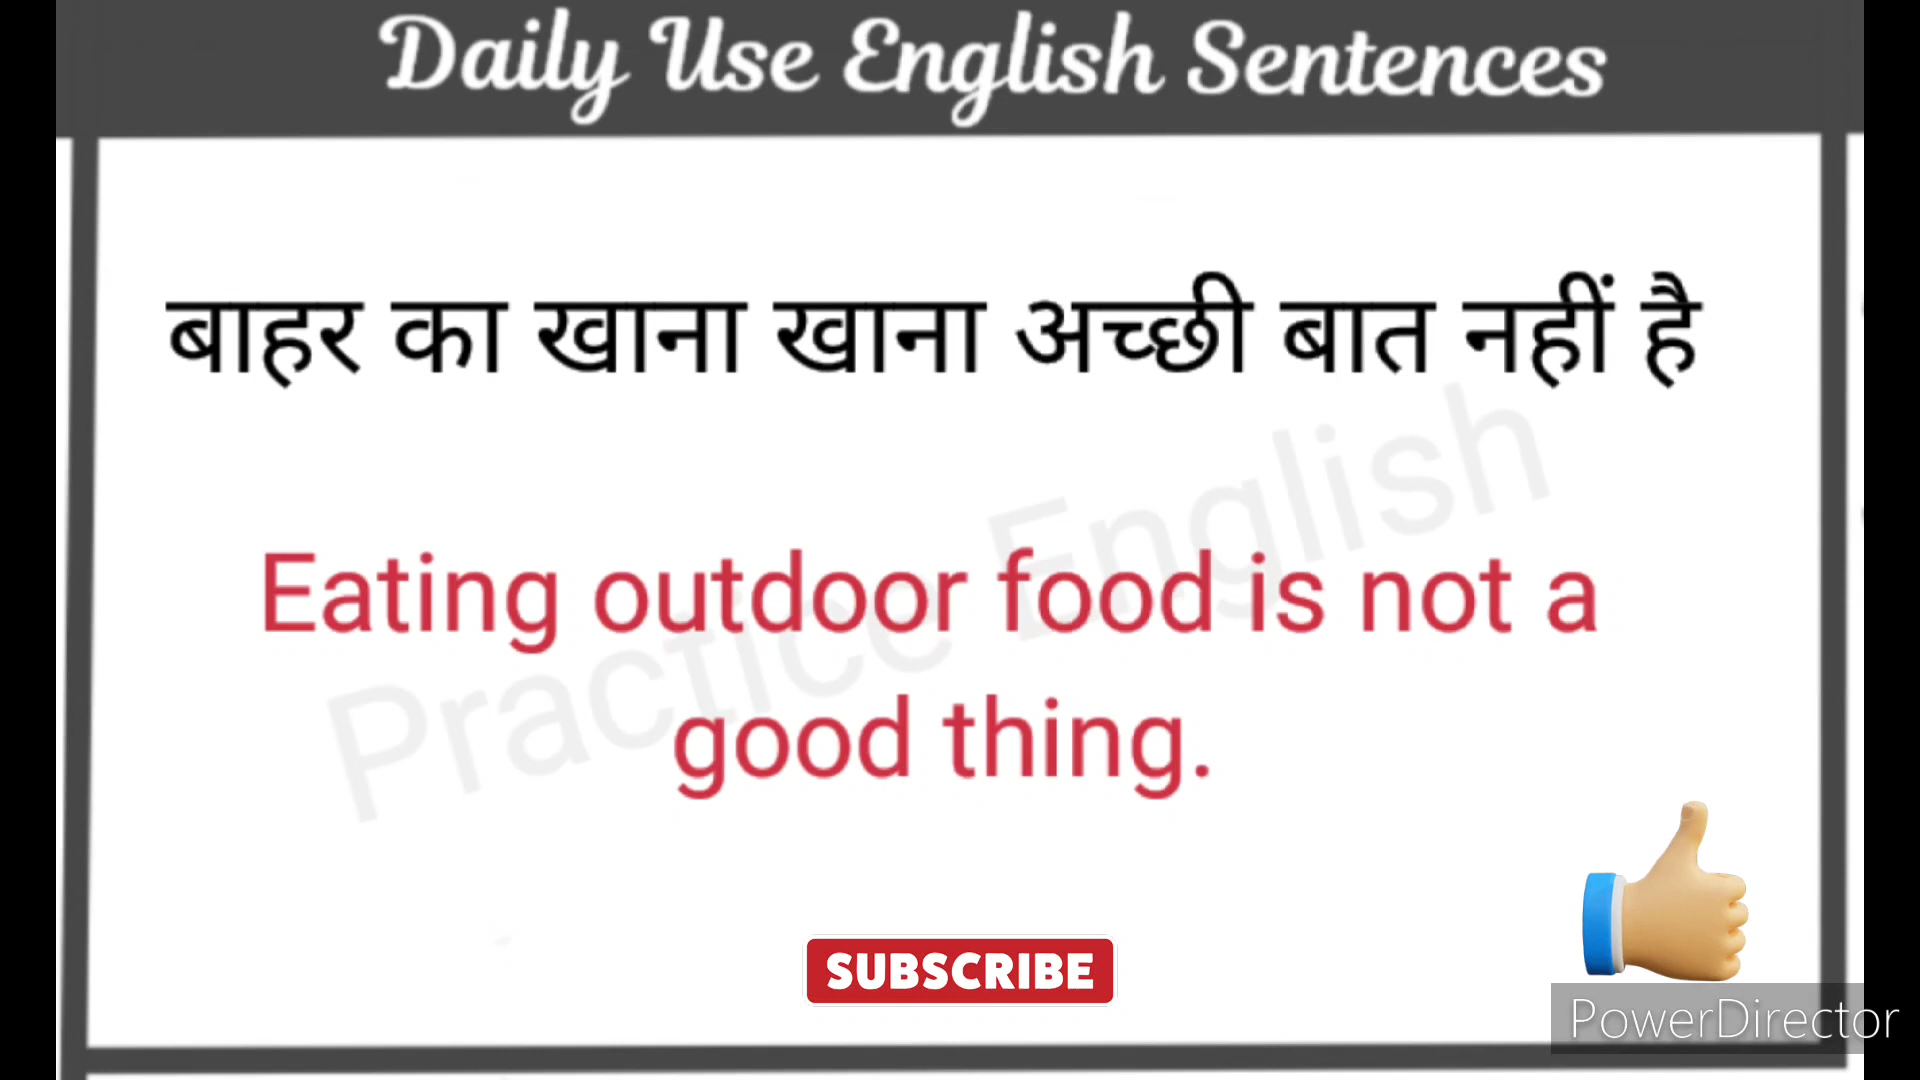 Daily Use English Sentences
बाहर का खाना खाना अच्छी बात नहीं है
Practice English
Eating outdoor food is not a
good thing.
SUBSCRIBE
PowerDirector